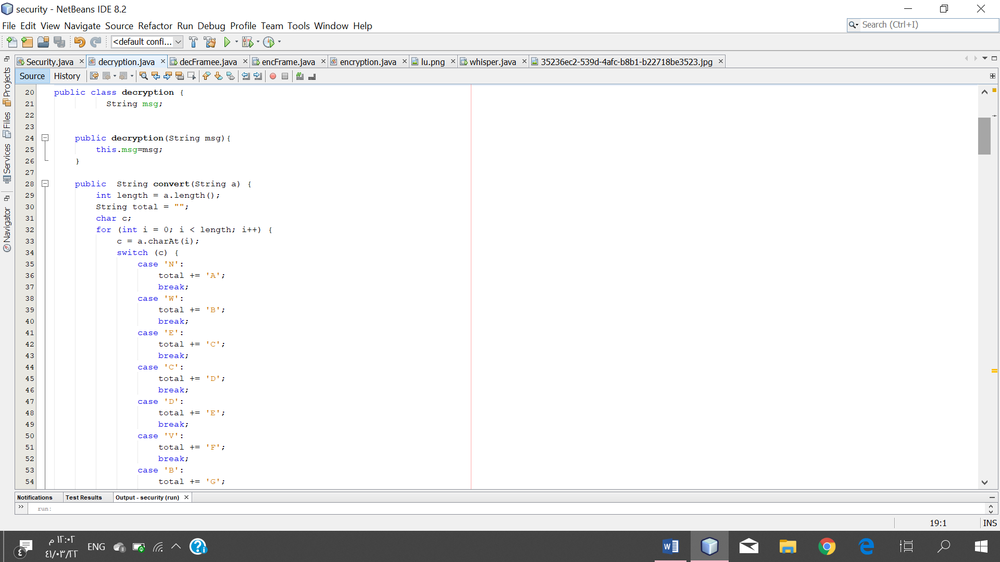 security - NetBeans IDE 8.2
File Edit View Navigate Source Refactor Run Debug Profile Team Tools Window Help
Search (Ctrl+I)
<default confi...
Security.java decryption.java decFramee.java encFrame.java encryption.java lu.png whisper.java 35236ec2-539d-4afc-b8b1-b22718be3523.jpg
Source History
Projects
Files
Services
Navigator
20 public class decryption {
21 String msg;
22
23
24 public decryption(String msg){
25 this.msg=msg;
26 }
27
28 public String convert(String a) {
29 int length = a.length();
30 String total = "";
31 char c;
32 for (int i = 0; i < length; i++) {
33 c = a.charAt(i);
34 switch (c) {
35 case 'N':
36 total += 'A';
37 break;
38 case 'W':
39 total += 'B';
40 break;
41 case 'E':
42 total += 'C';
43 break;
44 case 'C':
45 total += 'D';
46 break;
47 case 'D':
48 total += 'E';
49 break;
50 case 'V':
51 total += 'F';
52 break;
53 case 'B':
54 total += 'G';
Notifications Test Results Output - security (run)
run:
19:1 INS
١٢:٠٢ م
٤١/٠٣/٢٢
ENG
٤